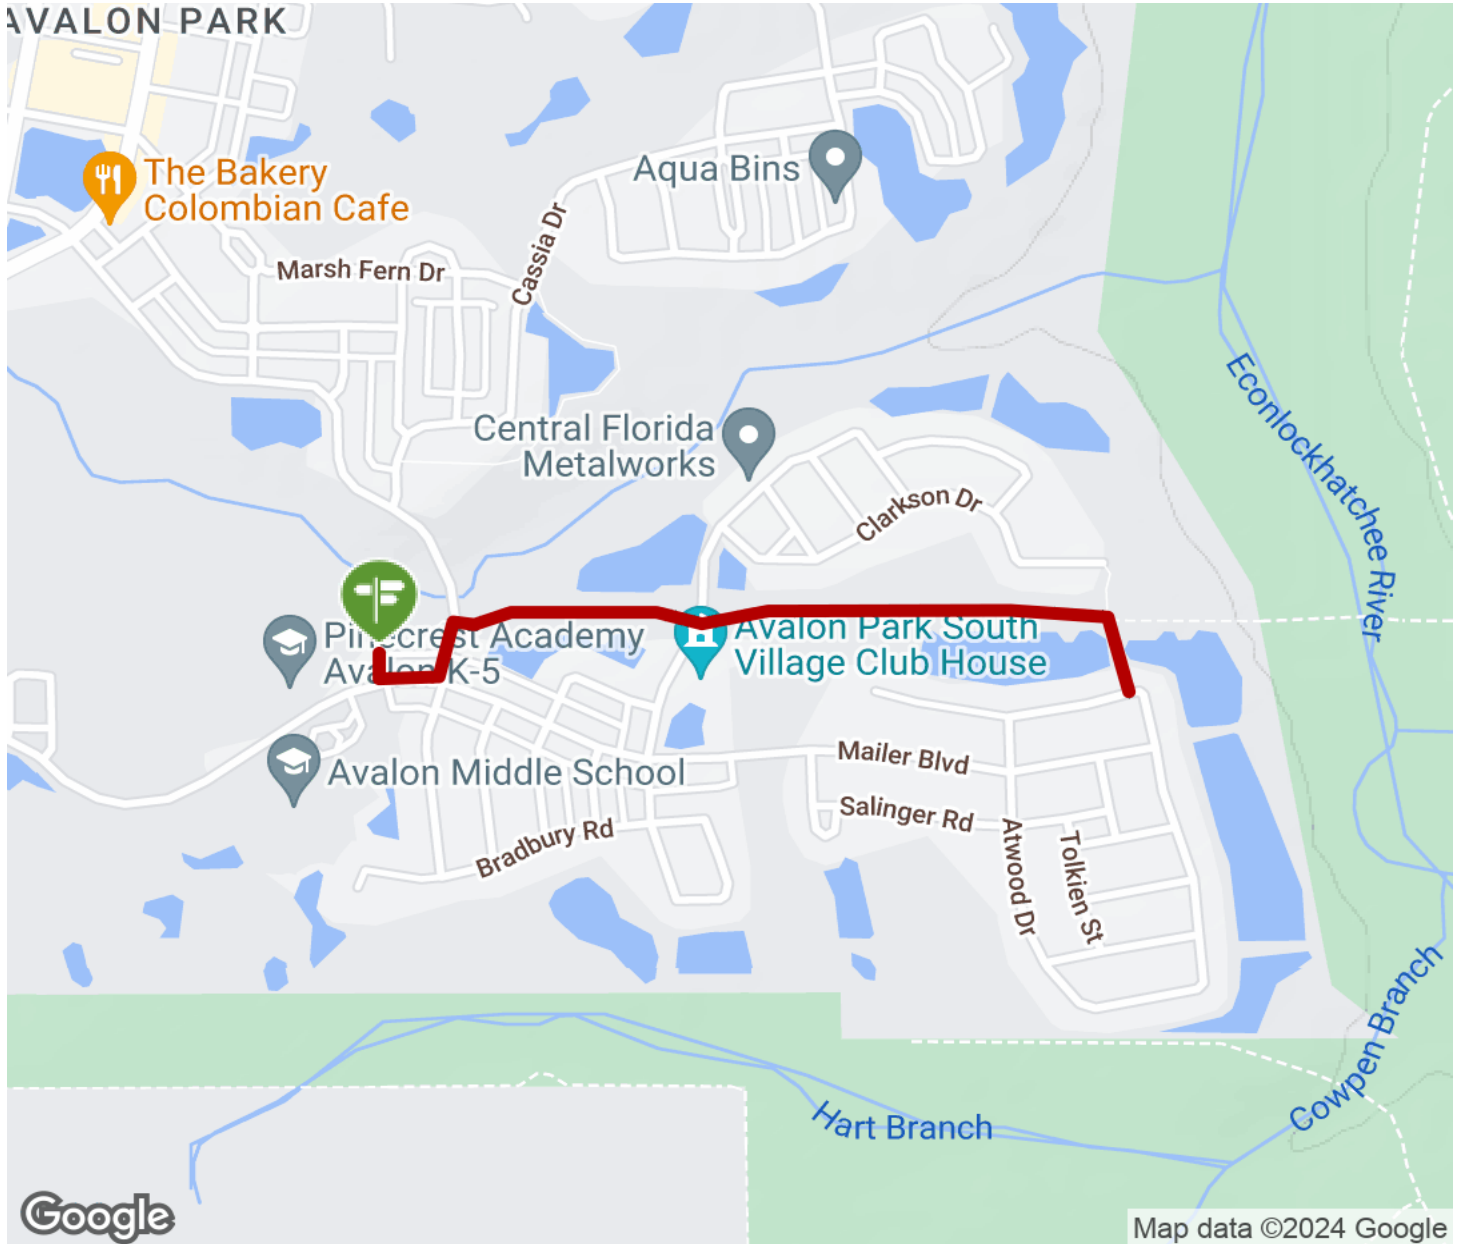 AVALON PARK
The Bakery
Colombian Cafe
Aqua Bins
Marsh Fern Dr
Cassia Dr
Central Florida
Metalworks
Clarkson Dr
Econlockhatchee River
Pinecrest Academy
Avalon K-5
Avalon Park South
Village Club House
Mailer Blvd
Avalon Middle School
Salinger Rd
Bradbury Rd
Atwood Dr
Tolkien St
Cowpen Branch
Hart Branch
Google
Map data ©2024 Google